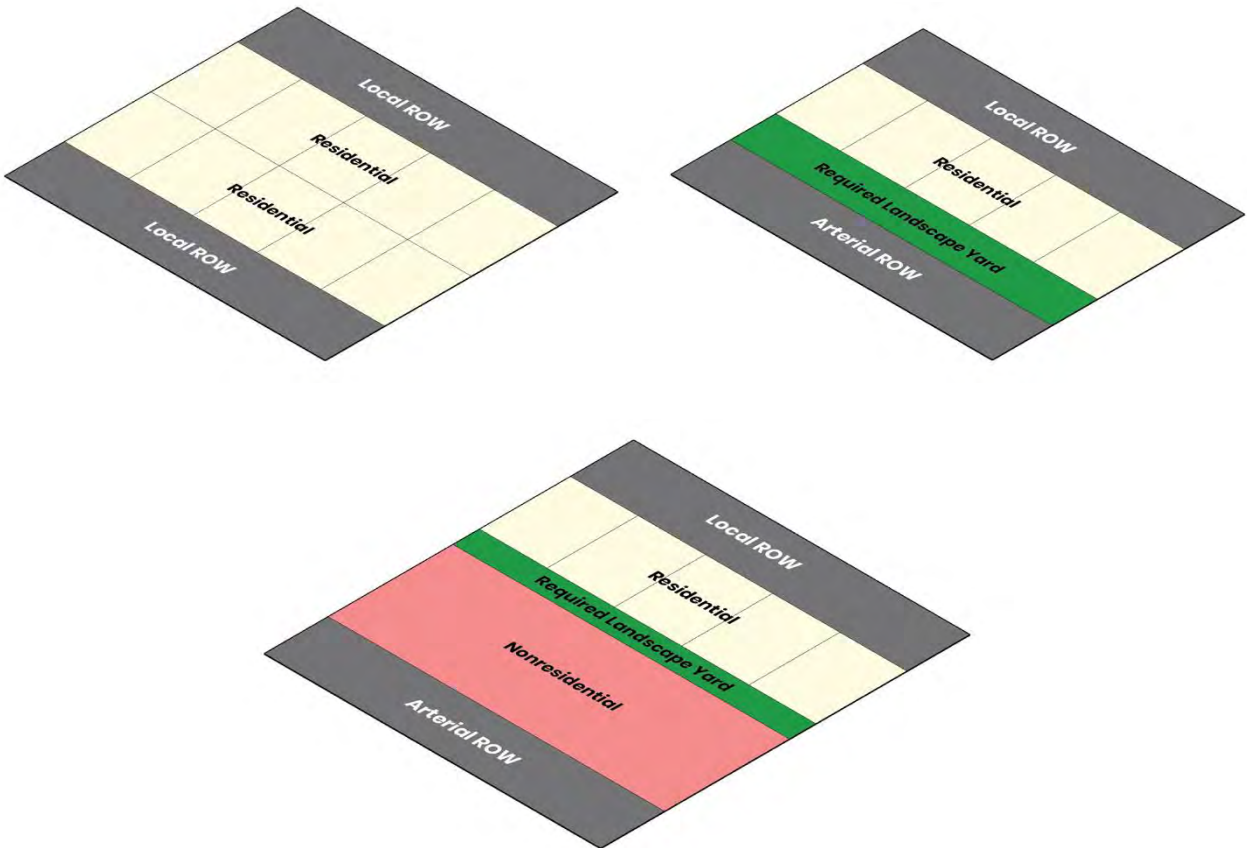 Local ROW
Residential
Residential
Local ROW
Local ROW
Residential
Required Landscape Yard
Arterial ROW
Local ROW
Residential
Required Landscape Yard
Nonresidential
Arterial ROW